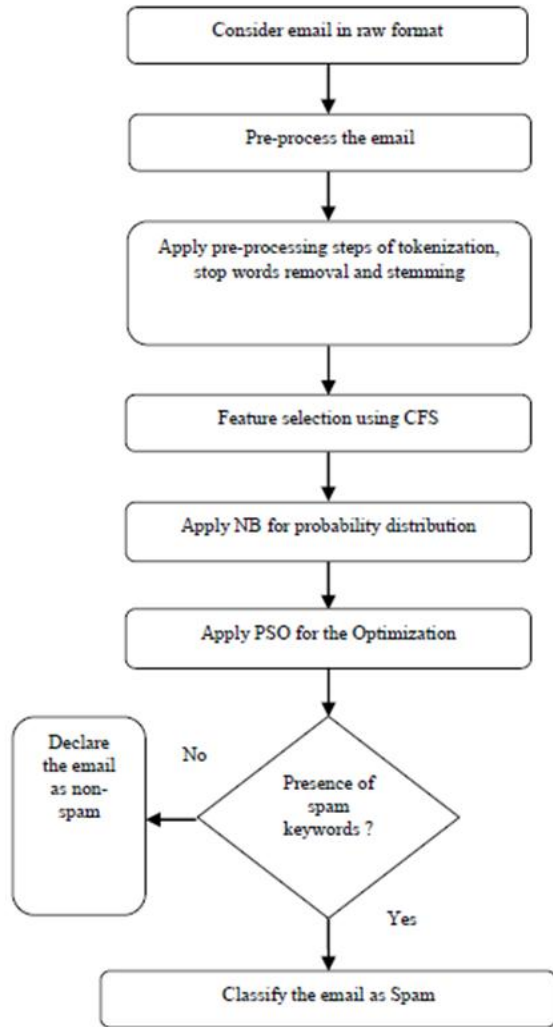 Consider email in raw format
Pre-process the email
Apply pre-processing steps of tokenization,
stop words removal and stemming
Feature selection using CFS
Apply NB for probability distribution
Apply PSO for the Optimization
Declare
the email
as non-
spam
No
Presence of
spam
keywords ?
Yes
Classify the email as Spam